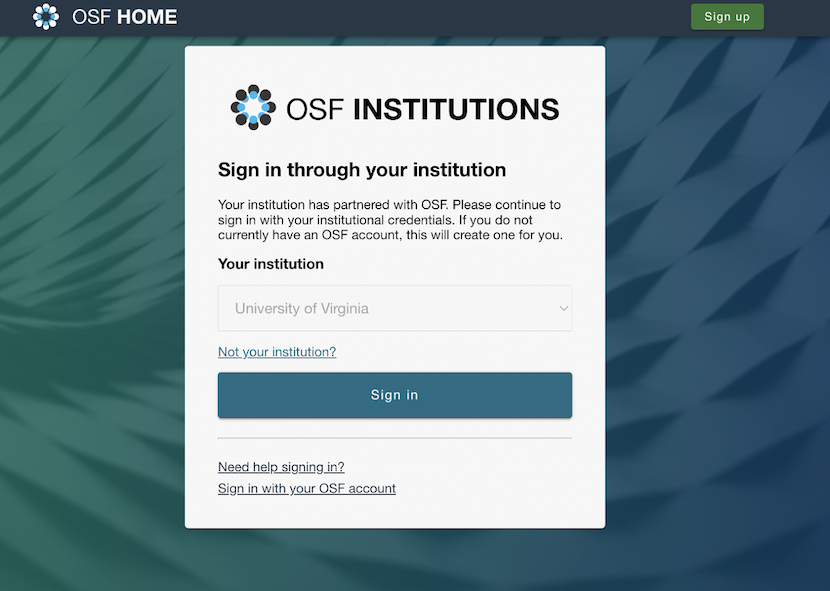 OSF HOME
Sign up
OSF INSTITUTIONS
Sign in through your institution
Your institution has partnered with OSF. Please continue to
sign in with your institutional credentials. If you do not
currently have an OSF account, this will create one for you.
Your institution
University of Virginia
Not your institution?
Sign in
Need help signing in?
Sign in with your OSF account